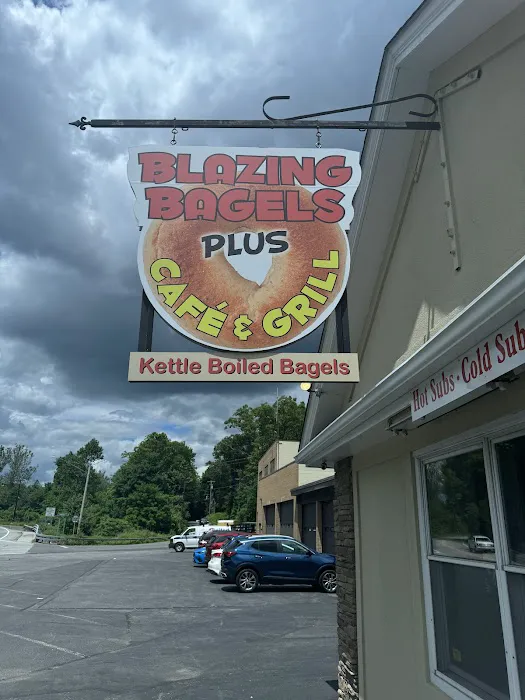 BLAZING
BAGELS
PLUS
CAFÉ & GRILL
Kettle Boiled Bagels
Hot Subs · Cold Sub